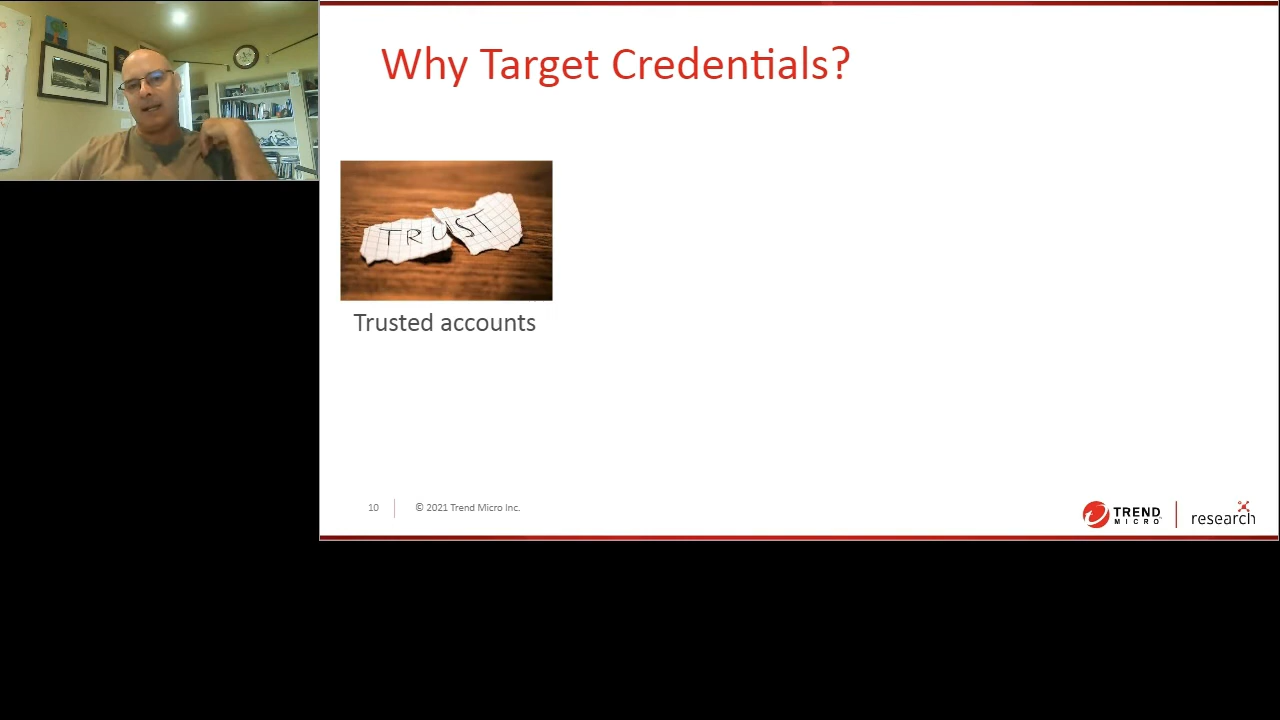 Why Target Credentials?
TRUST
Trusted accounts
10
© 2021 Trend Micro Inc.
TREND
MICRO
research